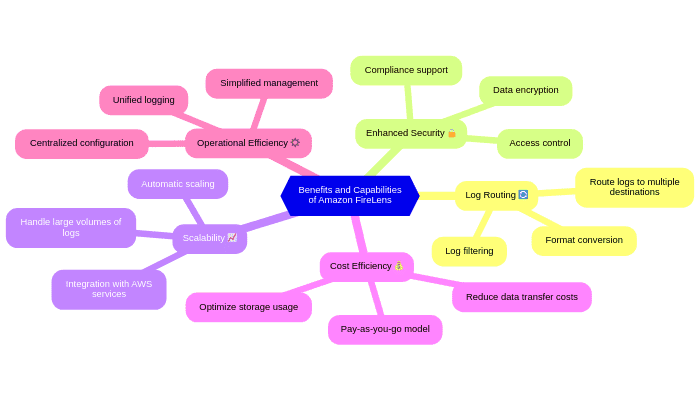 Compliance support
Simplified management
Data encryption
Unified logging
Enhanced Security
Centralized configuration
Operational Efficiency
Access control
Automatic scaling
Benefits and Capabilities
of Amazon FireLens
Log Routing
Route logs to multiple
destinations
Handle large volumes of
logs
Scalability
Format conversion
Log filtering
Cost Efficiency
Integration with AWS
services
Optimize storage usage
Reduce data transfer costs
Pay-as-you-go model